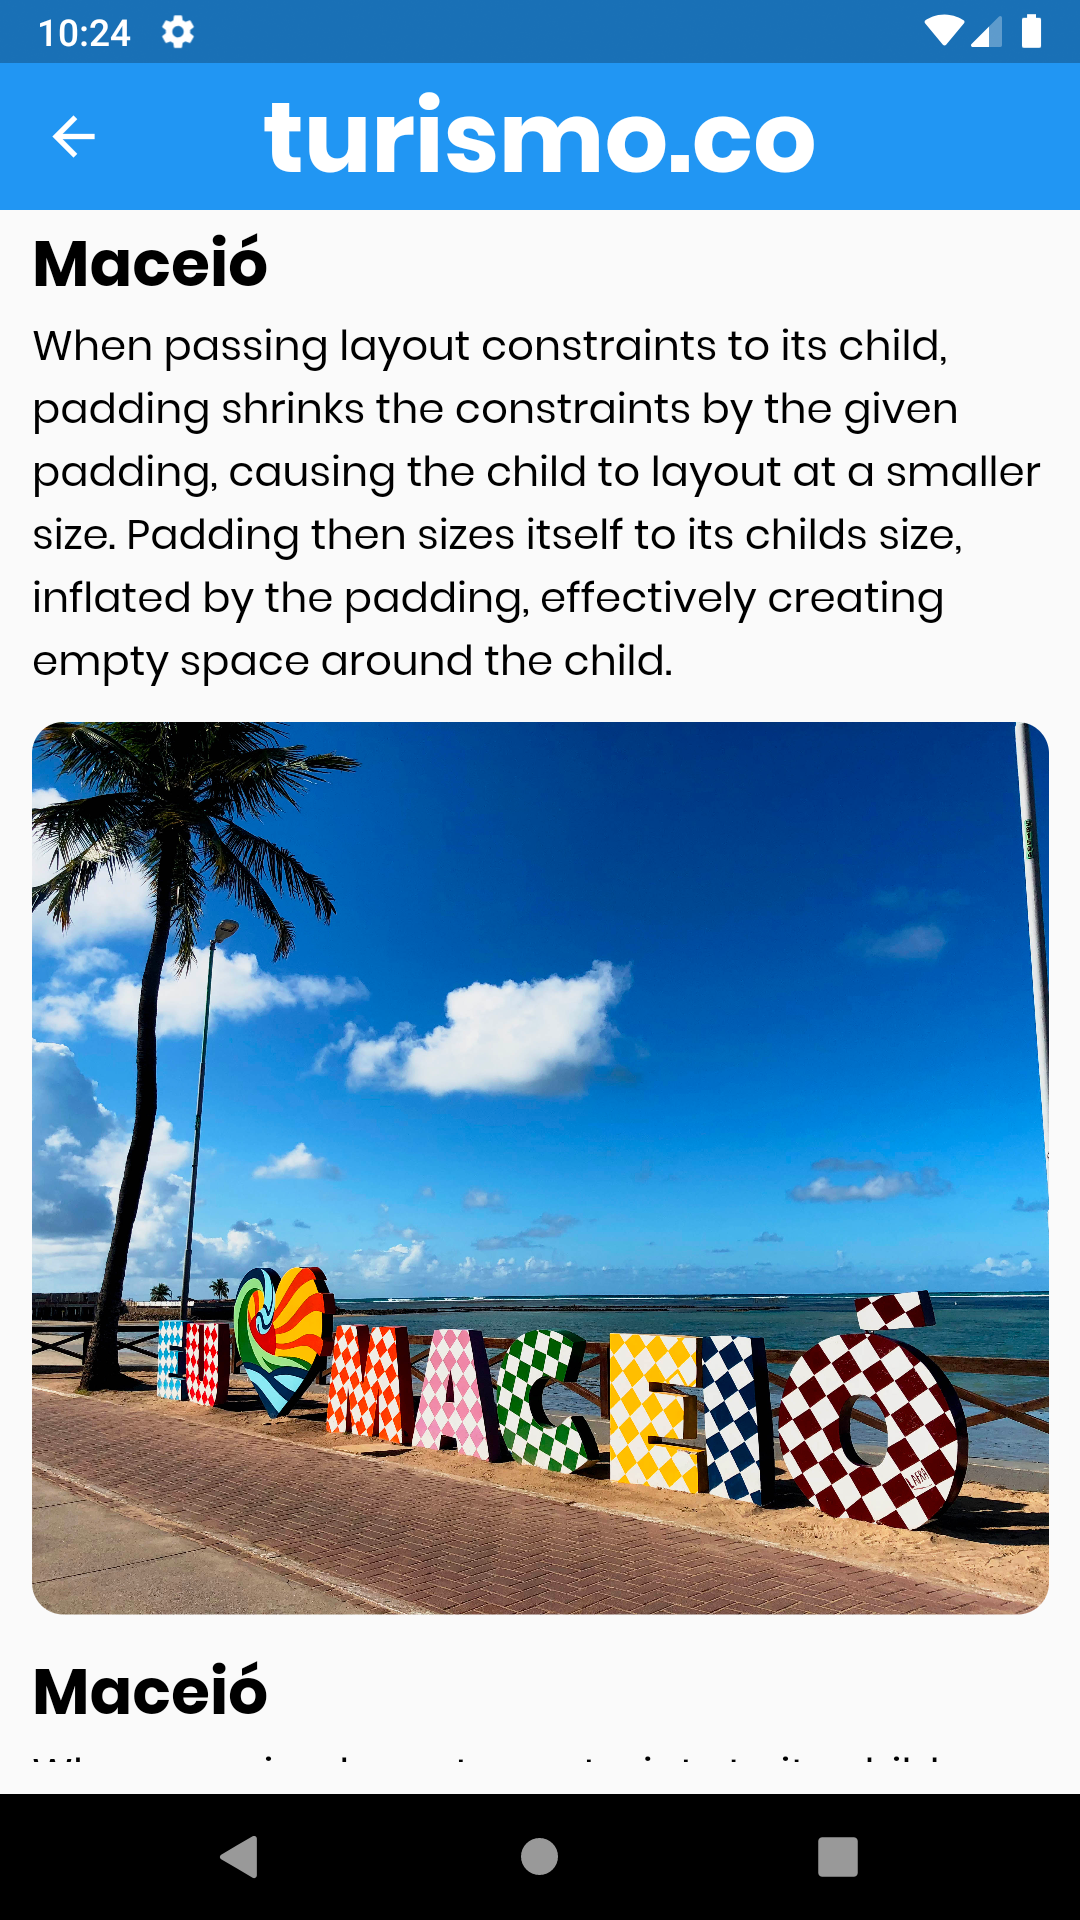 10:24
turismo.co
Maceió
When passing layout constraints to its child,
padding shrinks the constraints by the given
padding, causing the child to layout at a smaller
size. Padding then sizes itself to its childs size,
inflated by the padding, effectively creating
empty space around the child.
EU MACEIÓ
Maceió